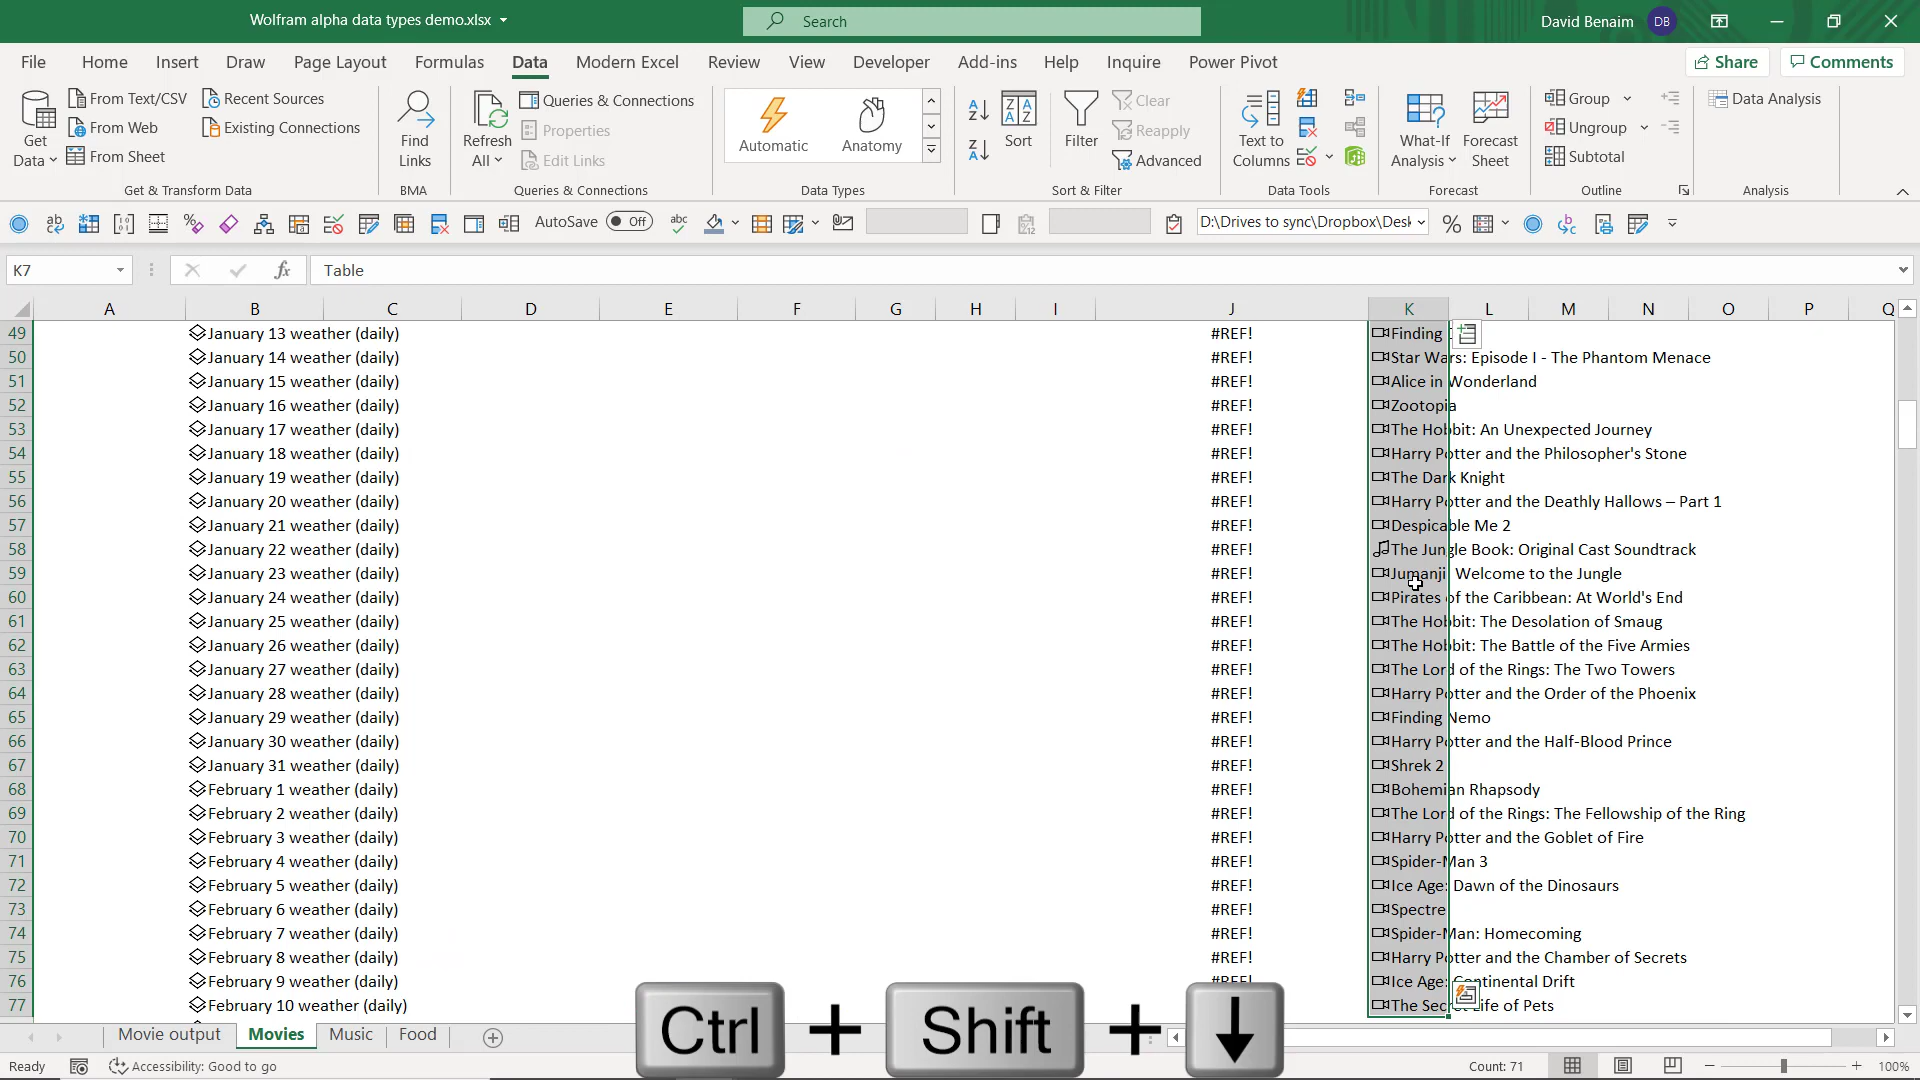 Wolfram alpha data types demo.xlsx
Search
David Benaim DB
File Home Insert Draw Page Layout Formulas Data Modern Excel Review View Developer Add-ins Help Inquire Power Pivot Share Comments
From Text/CSV Recent Sources Queries & Connections Clear Group Data Analysis
From Web Existing Connections Properties Reapply Ungroup
From Sheet Edit Links Advanced Subtotal
Get Data
Find Links
Refresh All
Automatic Anatomy
Sort Filter
Text to Columns
What-If Analysis
Forecast Sheet
Get & Transform Data BMA Queries & Connections Data Types Sort & Filter Data Tools Forecast Outline Analysis
AutoSave Off D:\Drives to sync\Dropbox\Desk
K7 fx Table
A B C D E F G H I J K L M N O P Q
49 January 13 weather (daily) #REF! Finding
50 January 14 weather (daily) #REF! Star Wars: Episode I - The Phantom Menace
51 January 15 weather (daily) #REF! Alice in Wonderland
52 January 16 weather (daily) #REF! Zootopia
53 January 17 weather (daily) #REF! The Hobbit: An Unexpected Journey
54 January 18 weather (daily) #REF! Harry Potter and the Philosopher's Stone
55 January 19 weather (daily) #REF! The Dark Knight
56 January 20 weather (daily) #REF! Harry Potter and the Deathly Hallows – Part 1
57 January 21 weather (daily) #REF! Despicable Me 2
58 January 22 weather (daily) #REF! The Jungle Book: Original Cast Soundtrack
59 January 23 weather (daily) #REF! Jumanji: Welcome to the Jungle
60 January 24 weather (daily) #REF! Pirates of the Caribbean: At World's End
61 January 25 weather (daily) #REF! The Hobbit: The Desolation of Smaug
62 January 26 weather (daily) #REF! The Hobbit: The Battle of the Five Armies
63 January 27 weather (daily) #REF! The Lord of the Rings: The Two Towers
64 January 28 weather (daily) #REF! Harry Potter and the Order of the Phoenix
65 January 29 weather (daily) #REF! Finding Nemo
66 January 30 weather (daily) #REF! Harry Potter and the Half-Blood Prince
67 January 31 weather (daily) #REF! Shrek 2
68 February 1 weather (daily) #REF! Bohemian Rhapsody
69 February 2 weather (daily) #REF! The Lord of the Rings: The Fellowship of the Ring
70 February 3 weather (daily) #REF! Harry Potter and the Goblet of Fire
71 February 4 weather (daily) #REF! Spider-Man 3
72 February 5 weather (daily) #REF! Ice Age: Dawn of the Dinosaurs
73 February 6 weather (daily) #REF! Spectre
74 February 7 weather (daily) #REF! Spider-Man: Homecoming
75 February 8 weather (daily) #REF! Harry Potter and the Chamber of Secrets
76 February 9 weather (daily) #REF! Ice Age: Continental Drift
77 February 10 weather (daily) The Secret Life of Pets
Ctrl + Shift + ↓
Movie output Movies Music Food
Ready Accessibility: Good to go Count: 71 100%